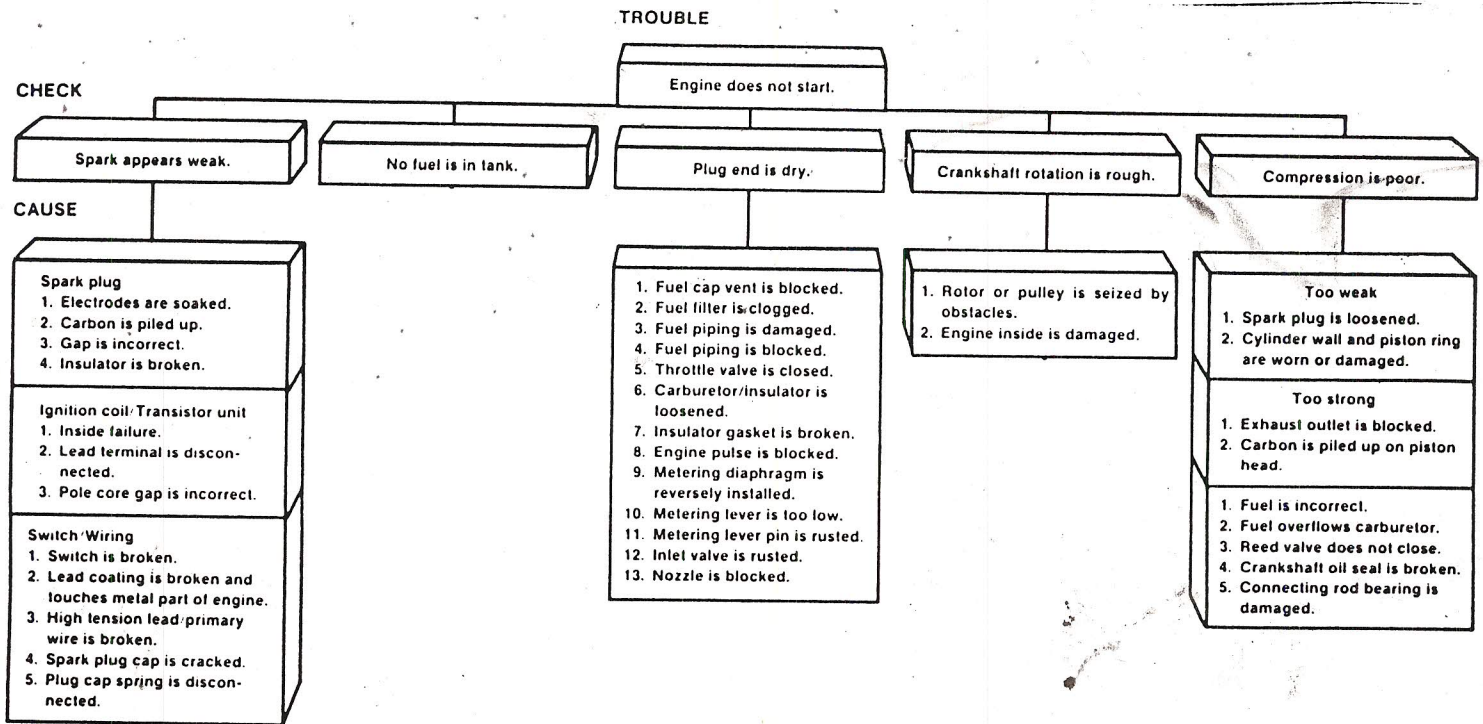 TROUBLE
Engine does not start.
CHECK
Spark appears weak.
No fuel is in tank.
Plug end is dry.
Crankshaft rotation is rough.
Compression is poor.
CAUSE
Spark plug
1. Electrodes are soaked.
2. Carbon is piled up.
3. Gap is incorrect.
4. Insulator is broken.
Ignition coil/Transistor unit
1. Inside failure.
2. Lead terminal is discon-
nected.
3. Pole core gap is incorrect.
Switch/Wiring
1. Switch is broken.
2. Lead coating is broken and
touches metal part of engine.
3. High tension lead/primary
wire is broken.
4. Spark plug cap is cracked.
5. Plug cap spring is discon-
nected.
1. Fuel cap vent is blocked.
2. Fuel filter is clogged.
3. Fuel piping is damaged.
4. Fuel piping is blocked.
5. Throttle valve is closed.
6. Carburetor/insulator is
loosened.
7. Insulator gasket is broken.
8. Engine pulse is blocked.
9. Metering diaphragm is
reversely installed.
10. Metering lever is too low.
11. Metering lever pin is rusted.
12. Inlet valve is rusted.
13. Nozzle is blocked.
1. Rotor or pulley is seized by
obstacles.
2. Engine inside is damaged.
Too weak
1. Spark plug is loosened.
2. Cylinder wall and piston ring
are worn or damaged.
Too strong
1. Exhaust outlet is blocked.
2. Carbon is piled up on piston
head.
1. Fuel is incorrect.
2. Fuel overflows carburetor.
3. Reed valve does not close.
4. Crankshaft oil seal is broken.
5. Connecting rod bearing is
damaged.